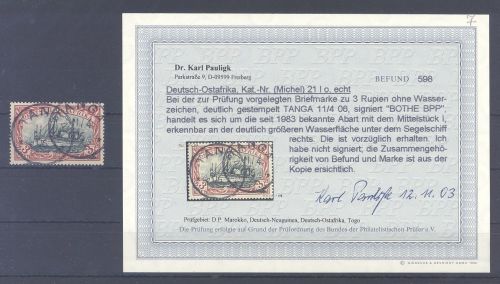 7
Dr. Karl Pauligk
Parkstraße 9, D-09599-Freiberg
BEFUND 598
Deutsch-Ostafrika, Kat.-Nr. (Michel) 21 I o, echt
Bei der zur Prüfung vorgelegten Briefmarke zu 3 Rupien ohne Wasser-
zeichen, deutlich gestempelt TANGA 11/4 06, signiert "BOTHE BPP",
handelt es sich um die seit 1983 bekannte Abart mit dem Mittelstück I,
erkennbar an der deutlich größeren Wasserfläche unter dem Segelschiff
rechts. Die ist vorzüglich erhalten. Ich
habe nicht signiert; die Zusammengehö-
rigkeit von Befund und Marke ist aus der
Kopie ersichtlich.
Karl Pauligk 12.11.03
Prüfgebiet: D.P. Marokko, Deutsch-Neuguinea, Deutsch-Ostafrika, Togo
Die Prüfung erfolgte auf Grund der Prüfordnung des Bundes der Philatelistischen Prüfer e.V.